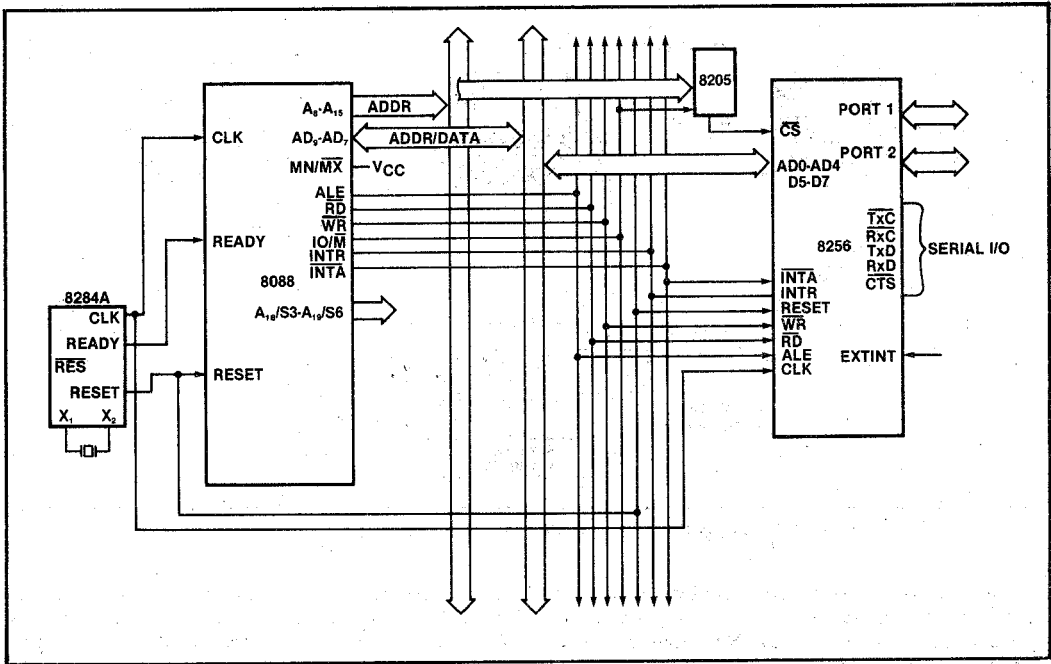 8284A
CLK
READY
RES
RESET
X1 X2
CLK
READY
RESET
A8-A15
AD9-AD7
MN/MX
ALE
RD
WR
IO/M
INTR
INTA
8088
A18/S3-A19/S6
ADDR
ADDR/DATA
VCC
8205
CS
AD0-AD4
D5-D7
8256
INTA
INTR
RESET
WR
RD
ALE
CLK
PORT 1
PORT 2
TxC
RxC
TxD
RxD
CTS
SERIAL I/O
EXTINT